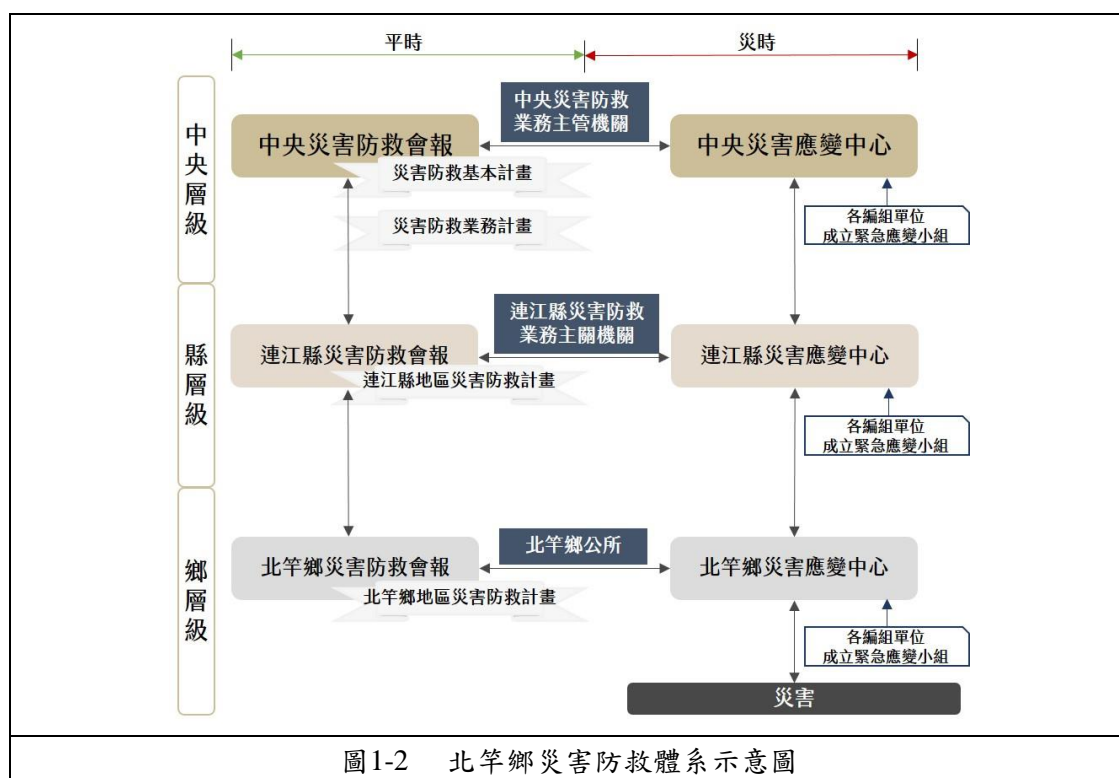 平時
災時
中央層級
中央災害防救會報
災害防救基本計畫
災害防救業務計畫
中央災害防救
業務主管機關
中央災害應變中心
各編組單位
成立緊急應變小組
縣層級
連江縣災害防救會報
連江縣地區災害防救計畫
連江縣災害防救
業務主關機關
連江縣災害應變中心
各編組單位
成立緊急應變小組
鄉層級
北竿鄉災害防救會報
北竿鄉地區災害防救計畫
北竿鄉公所
北竿鄉災害應變中心
各編組單位
成立緊急應變小組
災害
圖1-2 北竿鄉災害防救體系示意圖